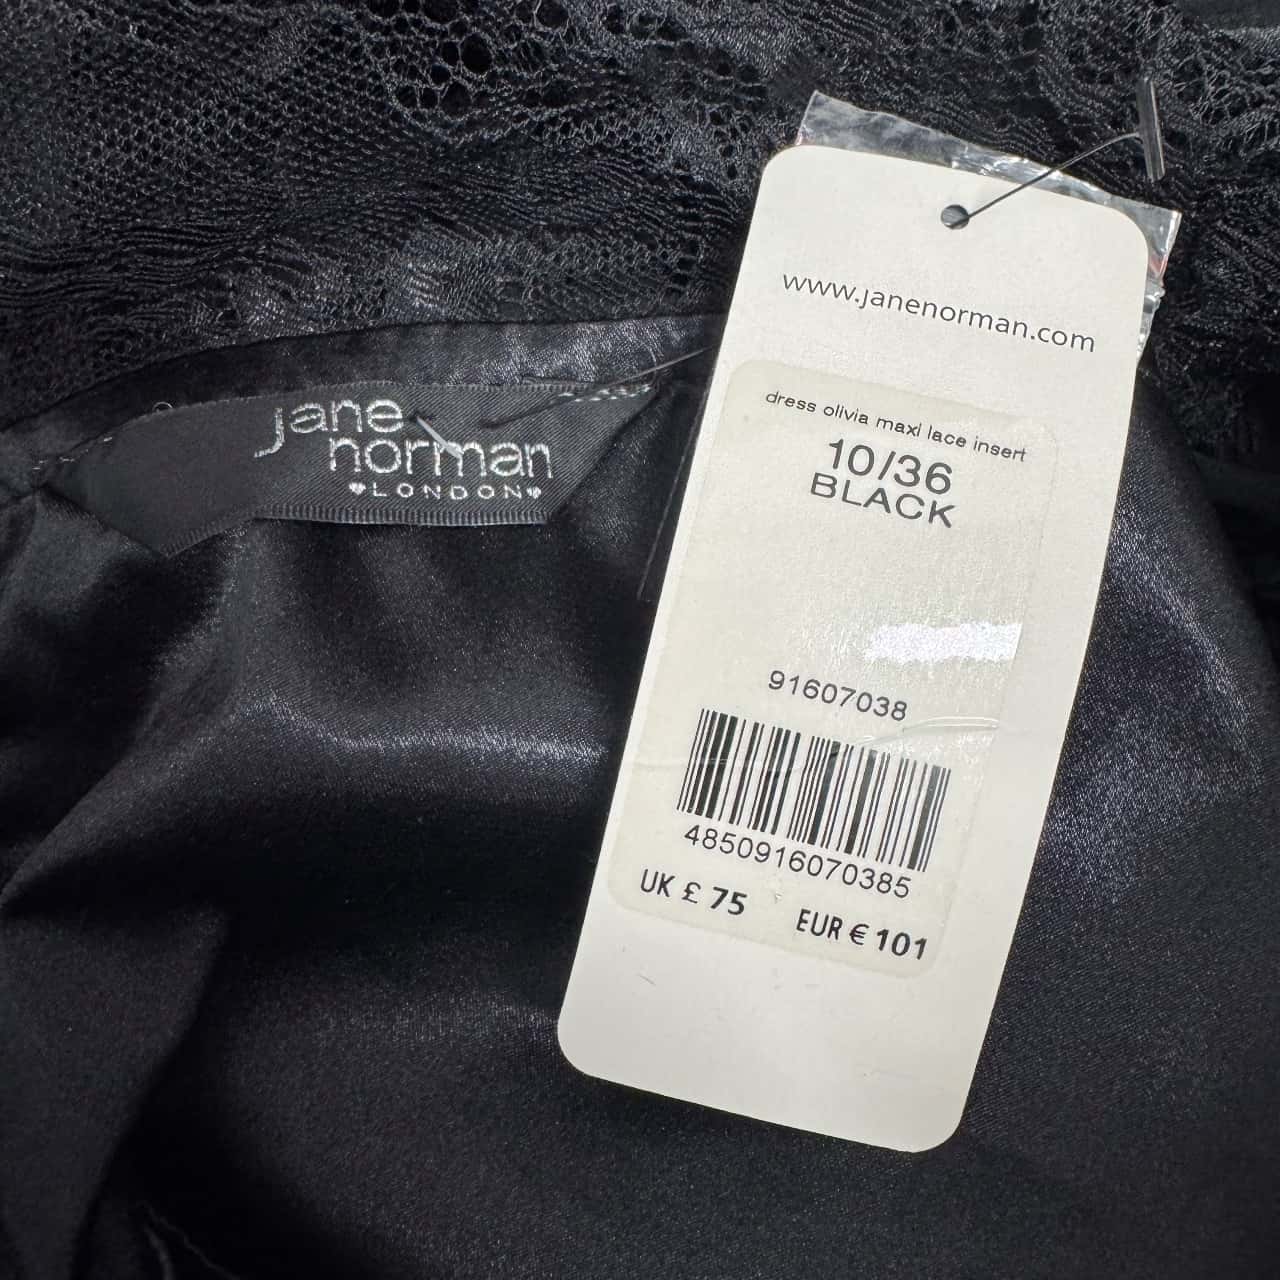 jane
norman
LONDON
www.janenorman.com
dress olivia maxi lace insert
10/36
BLACK
91607038
4850916070385
UK £ 75 EUR € 101